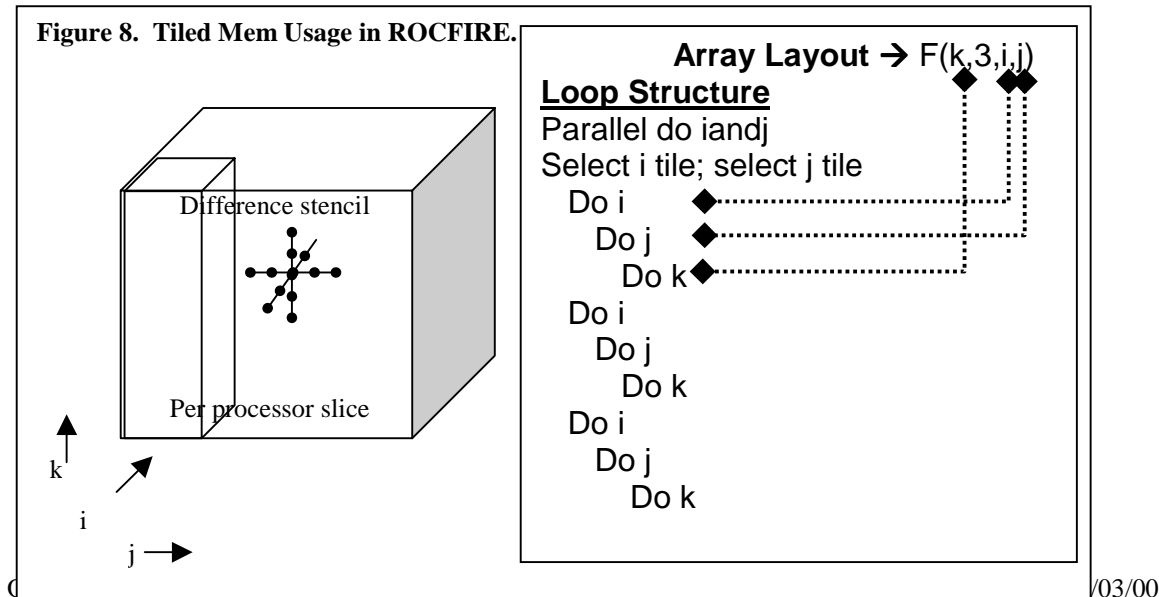 Figure 8. Tiled Mem Usage in ROCFIRE.
Difference stencil
Per processor slice
k
i
j
Array Layout → F(k,3,i,j)
Loop Structure
Parallel do iandj
Select i tile; select j tile
Do i
Do j
Do k
Do i
Do j
Do k
Do i
Do j
Do k
/03/00